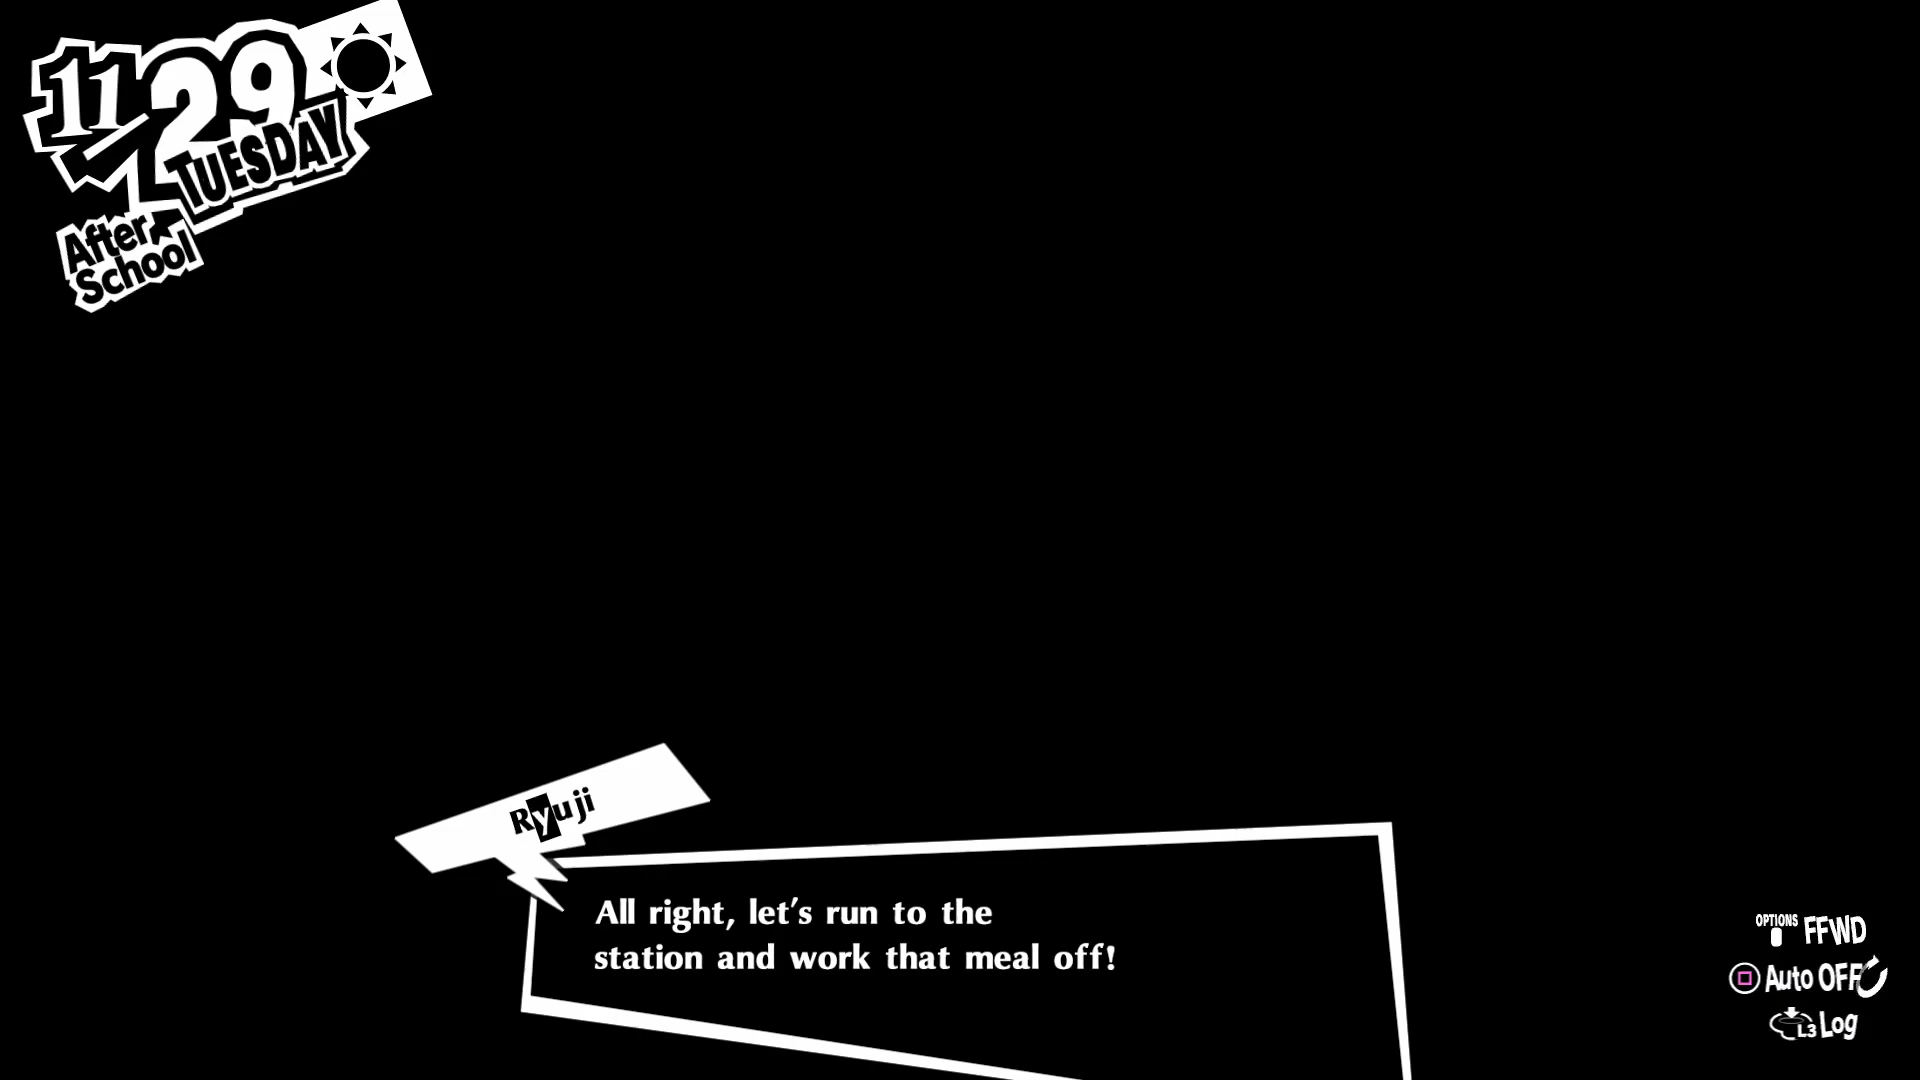 11/29
TUESDAY
After
School
Ryuji
All right, let's run to the
station and work that meal off!
OPTIONS FFWD
Auto OFF
L3 Log